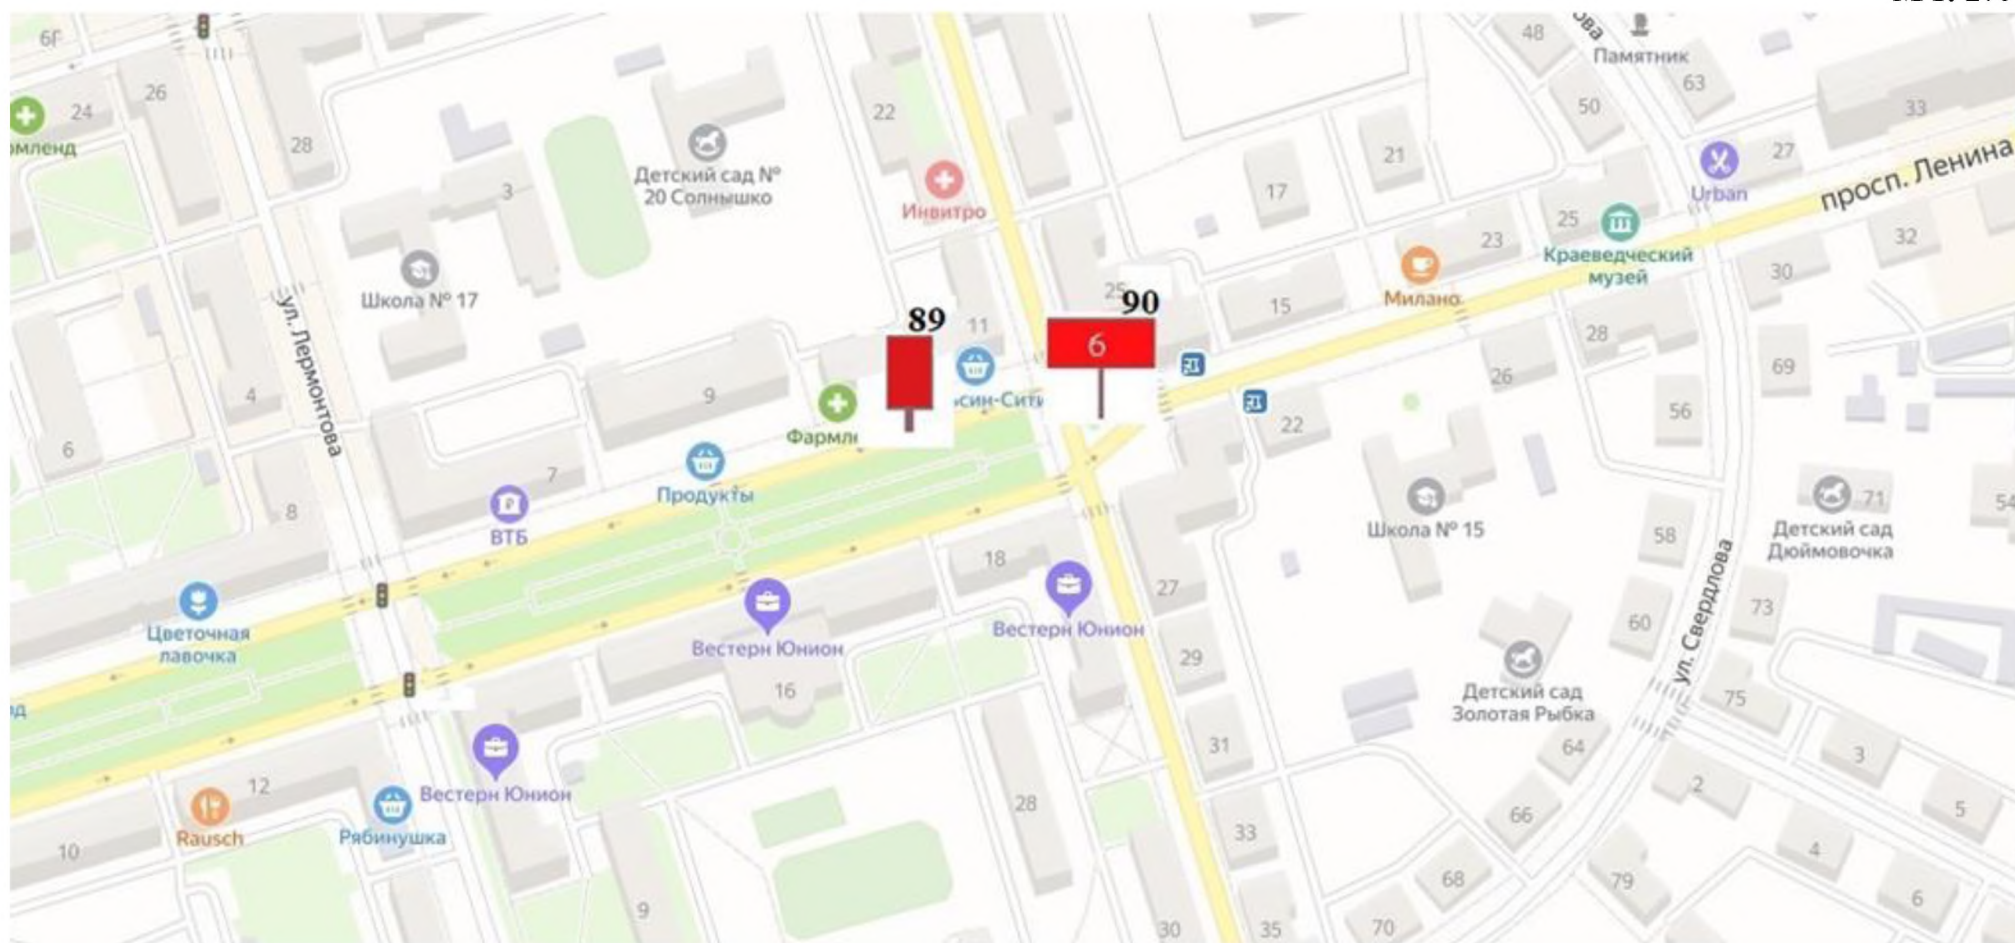 6Г
26
24
28
3
Детский сад №
20 Солнышко
22
Инвитро
48
Памятник
50
63
33
27
Urban
просп. Ленина
21
17
25
Краеведческий
музей
23
Милано
32
30
Школа № 17
ул. Лермонтова
89
11
25
90
6
15
28
69
26
4
9
Фармл
22
56
6
7
Продукты
ВТБ
8
Школа № 15
71
Детский сад
Дюймовочка
54
18
58
27
Цветочная
лавочка
Вестерн Юнион
Вестерн Юнион
60
73
ул. Свердлова
29
16
Детский сад
Золотая Рыбка
75
31
64
3
12
Вестерн Юнион
Rausch
Рябинушка
28
2
5
66
33
10
4
68
79
6
9
30
35
70